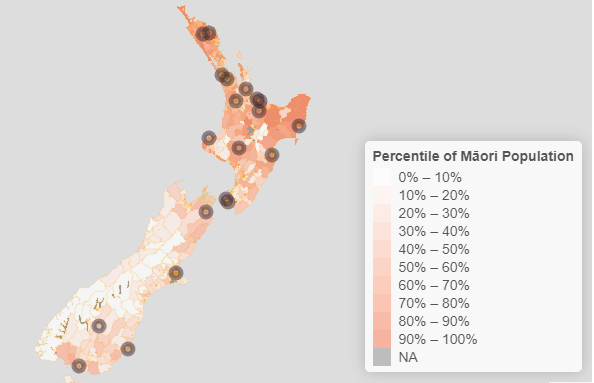 Percentile of Māori Population
0% – 10%
10% – 20%
20% – 30%
30% – 40%
40% – 50%
50% – 60%
60% – 70%
70% – 80%
80% – 90%
90% – 100%
NA